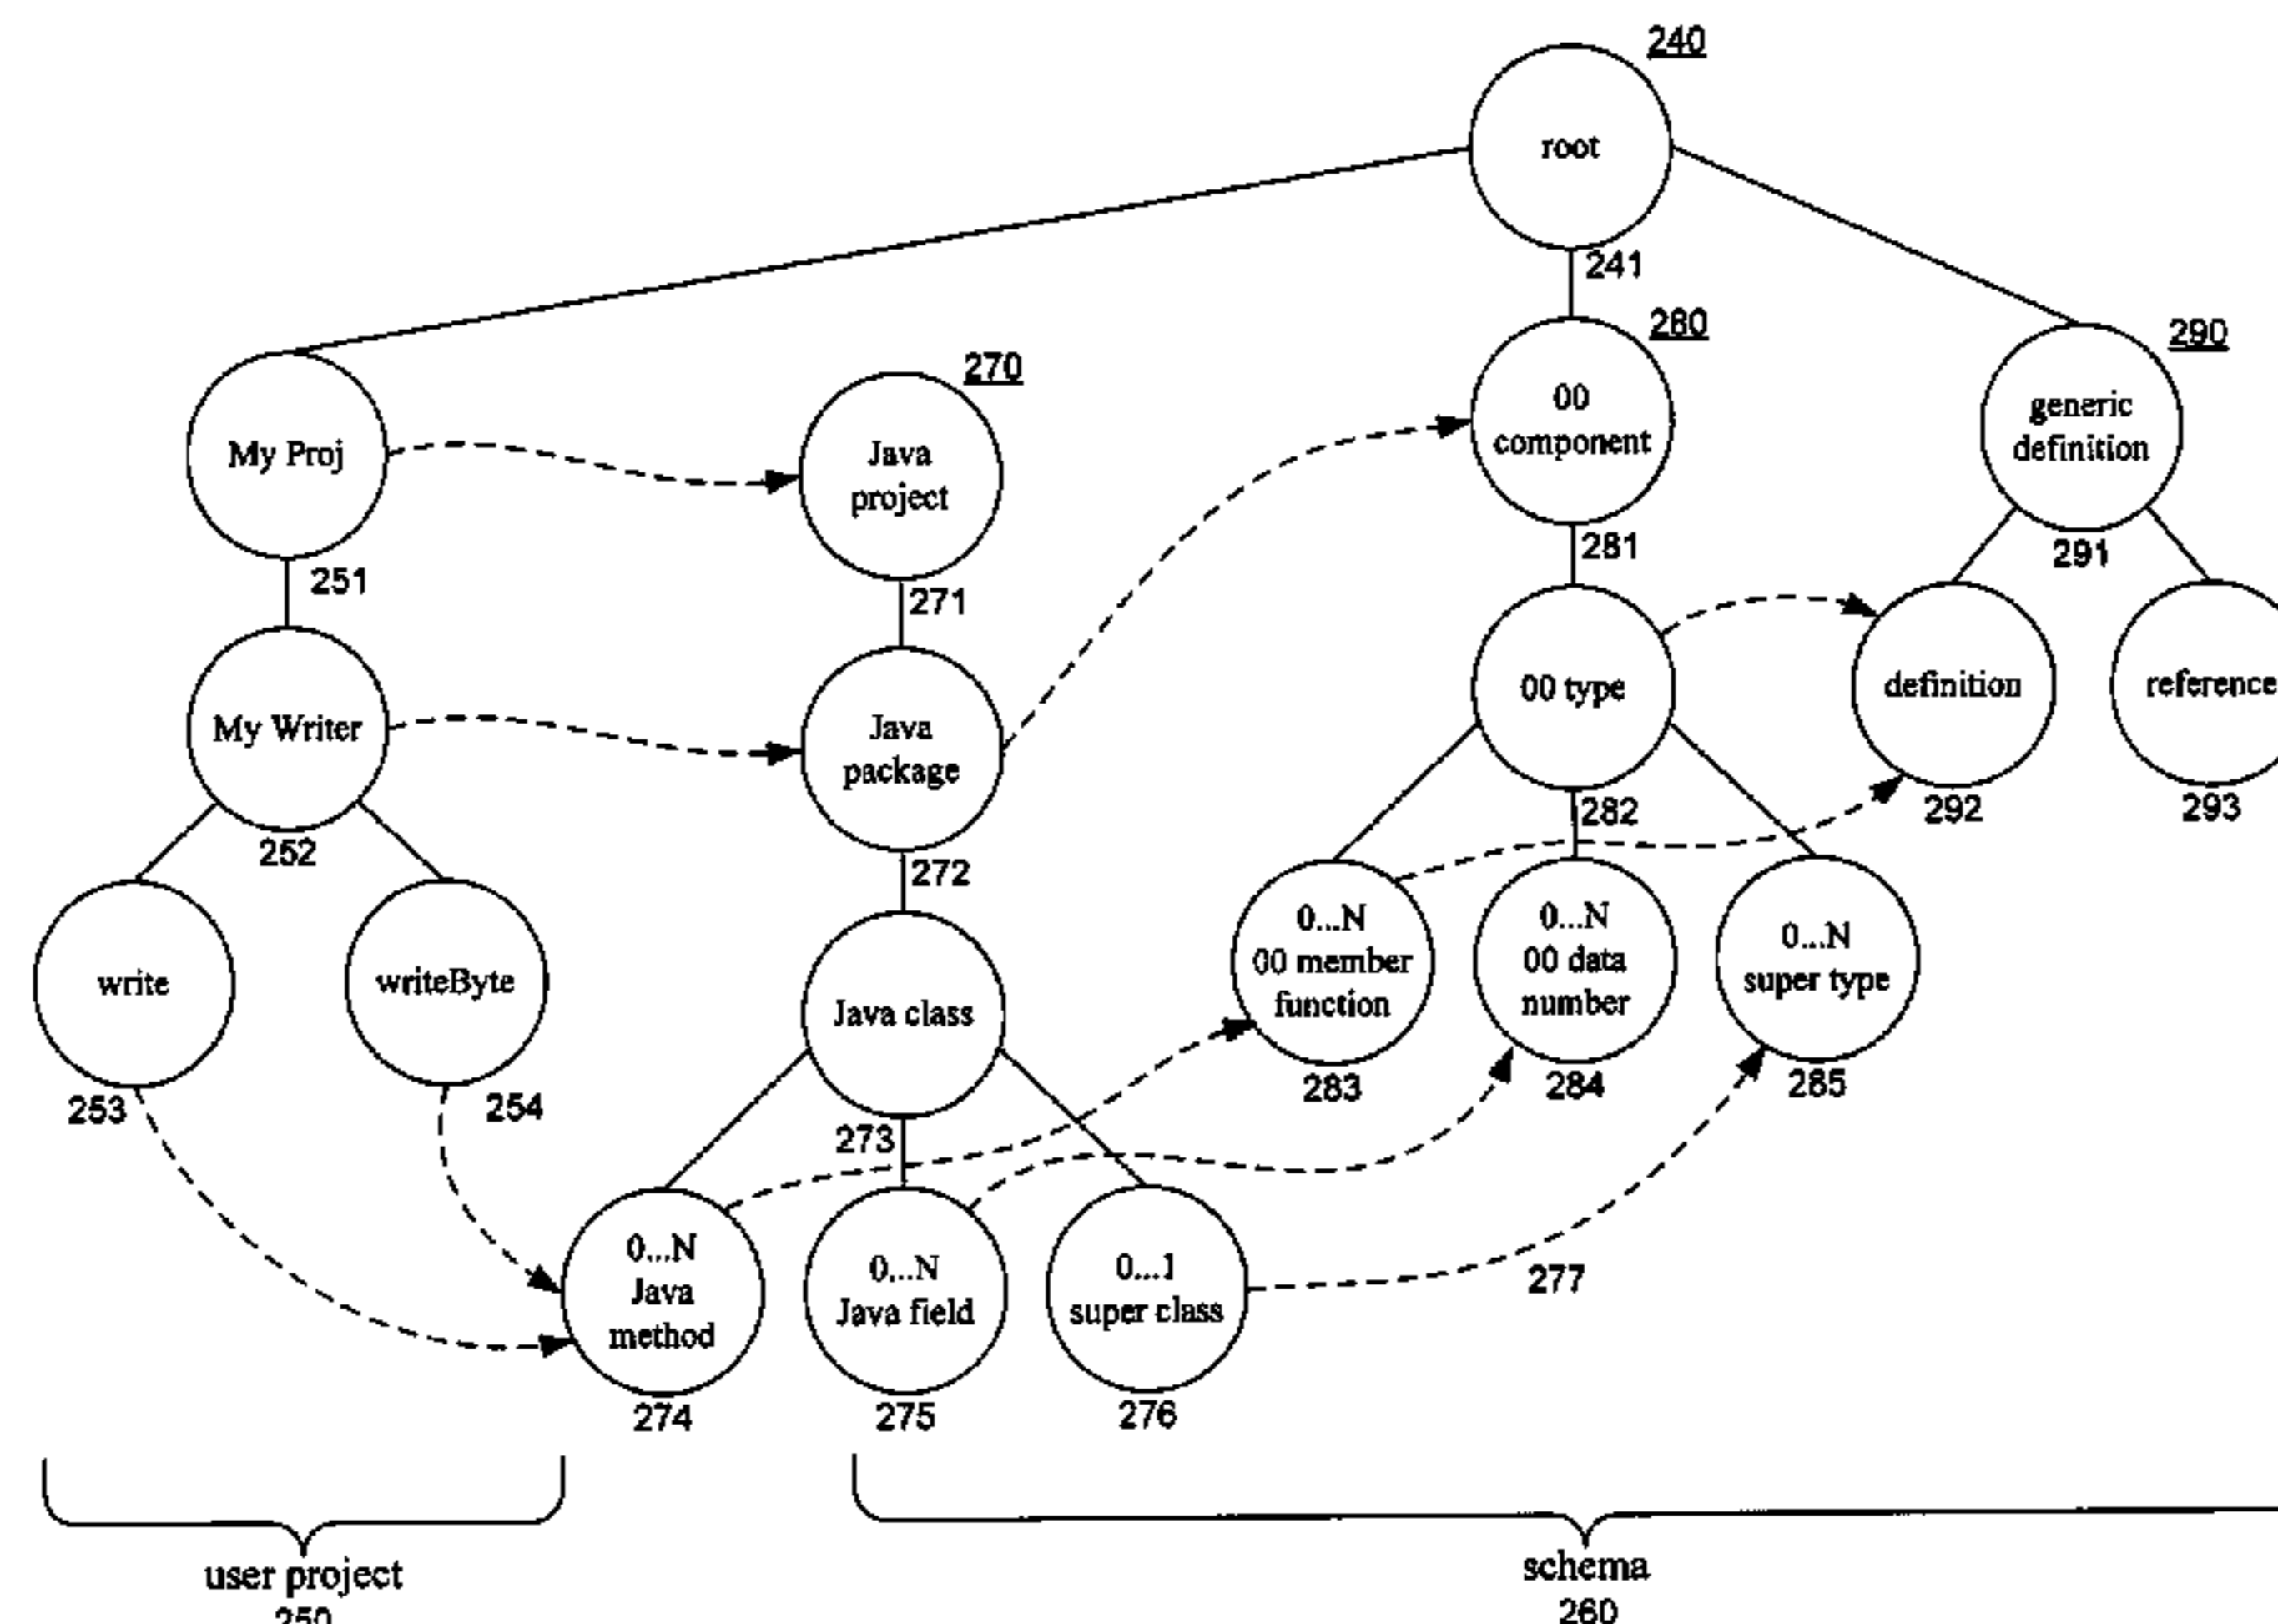 240
root
241
280
290
270
00
component
generic
definition
My Proj
Java
project
281
291
251
271
My Writer
Java
package
00 type
definition
reference
252
272
282
292
293
write
writeByte
Java class
0...N
00 member
function
0...N
00 data
number
0...N
super type
253
254
273
283
284
285
0...N
Java
method
0...N
Java field
0...1
super class
277
274
275
276
user project
250
schema
260